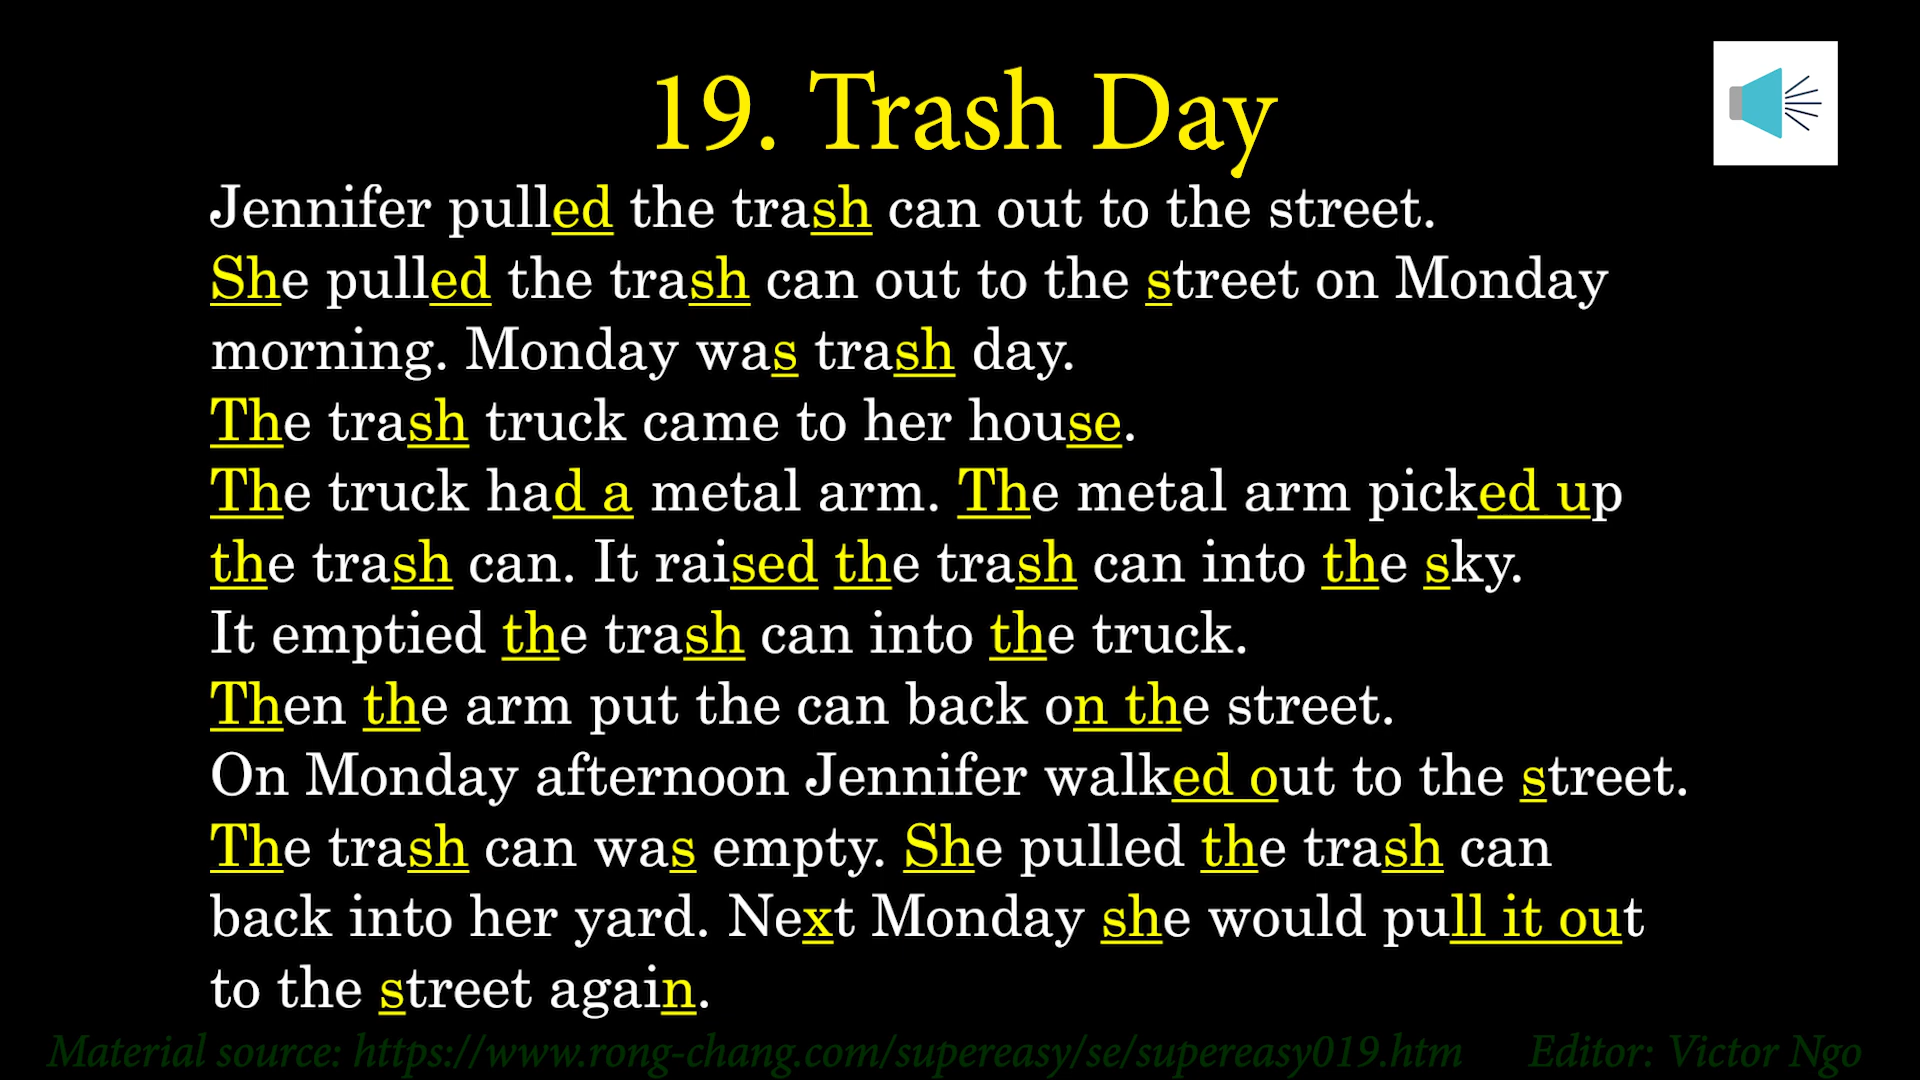 19. Trash Day
Jennifer pulled the trash can out to the street.
She pulled the trash can out to the street on Monday
morning. Monday was trash day.
The trash truck came to her house.
The truck had a metal arm. The metal arm picked up
the trash can. It raised the trash can into the sky.
It emptied the trash can into the truck.
Then the arm put the can back on the street.
On Monday afternoon Jennifer walked out to the street.
The trash can was empty. She pulled the trash can
back into her yard. Next Monday she would pull it out
to the street again.
Material source: https://www.rong-chang.com/supereasy/se/supereasy019.htm Editor: Victor Ngo